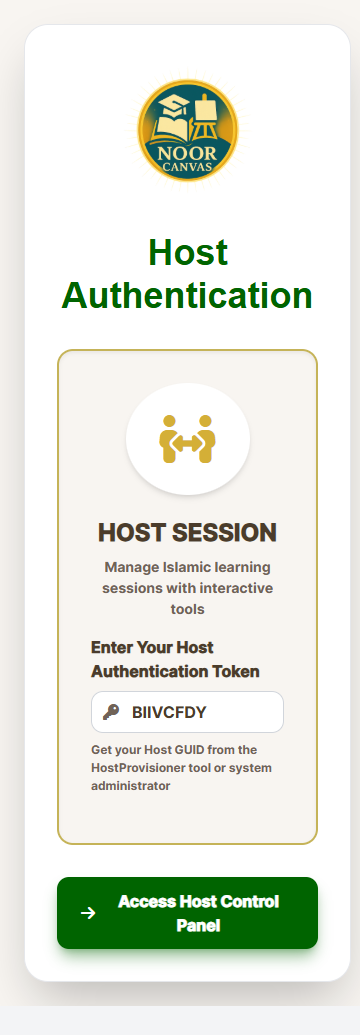 NOOR
CANVAS
Host
Authentication
HOST SESSION
Manage Islamic learning
sessions with interactive
tools
Enter Your Host
Authentication Token
BIIVCFDY
Get your Host GUID from the
HostProvisioner tool or system
administrator
Access Host Control
Panel